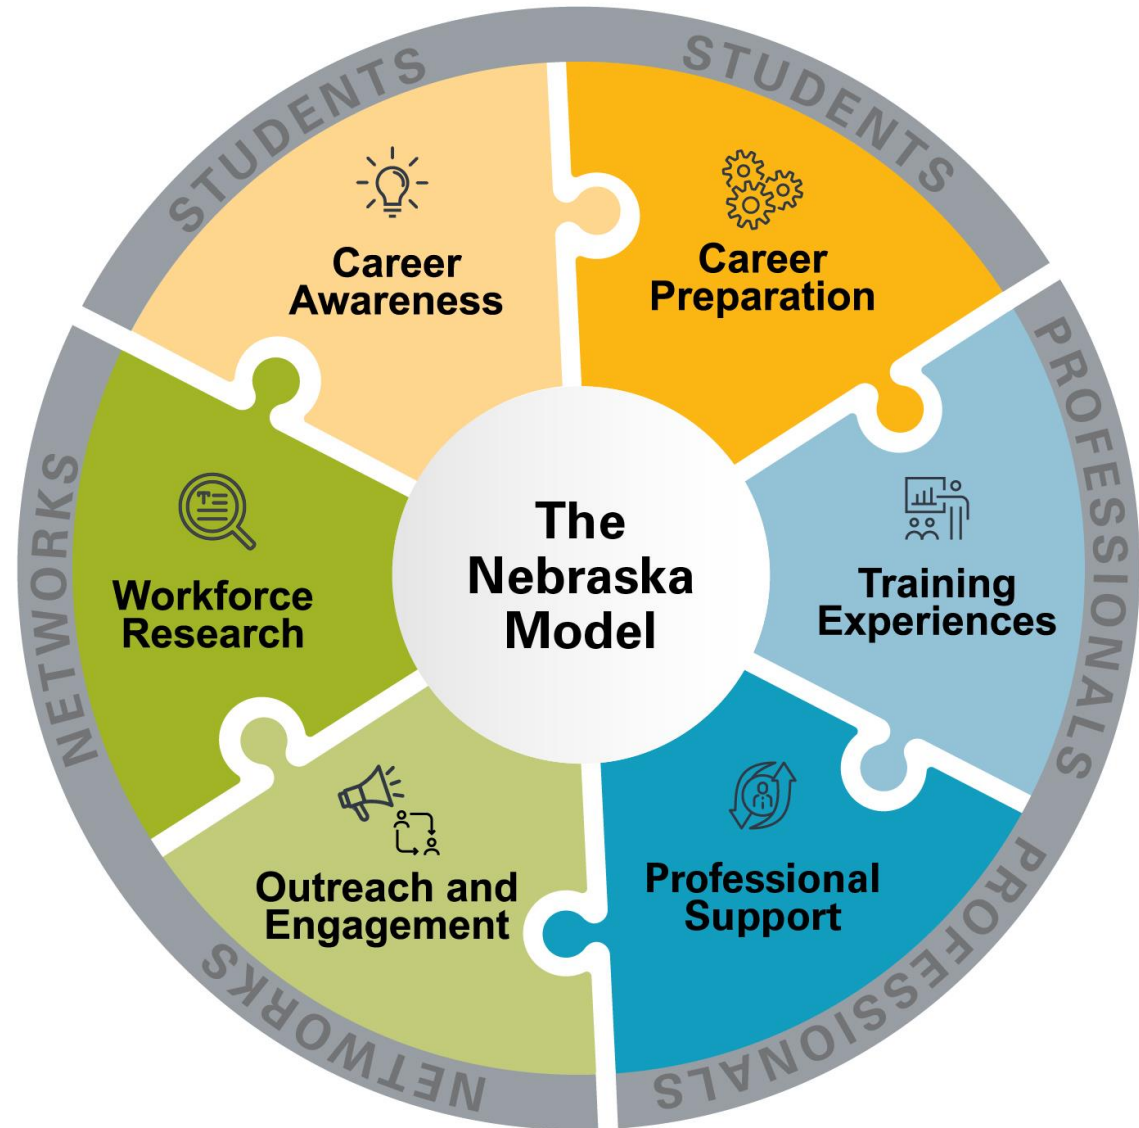 STUDENTS
STUDENTS
Career
Awareness
Career
Preparation
PROFESSIONALS
NETWORKS
The
Nebraska
Model
Workforce
Research
Training
Experiences
Outreach and
Engagement
Professional
Support
NETWORKS
PROFESSIONALS